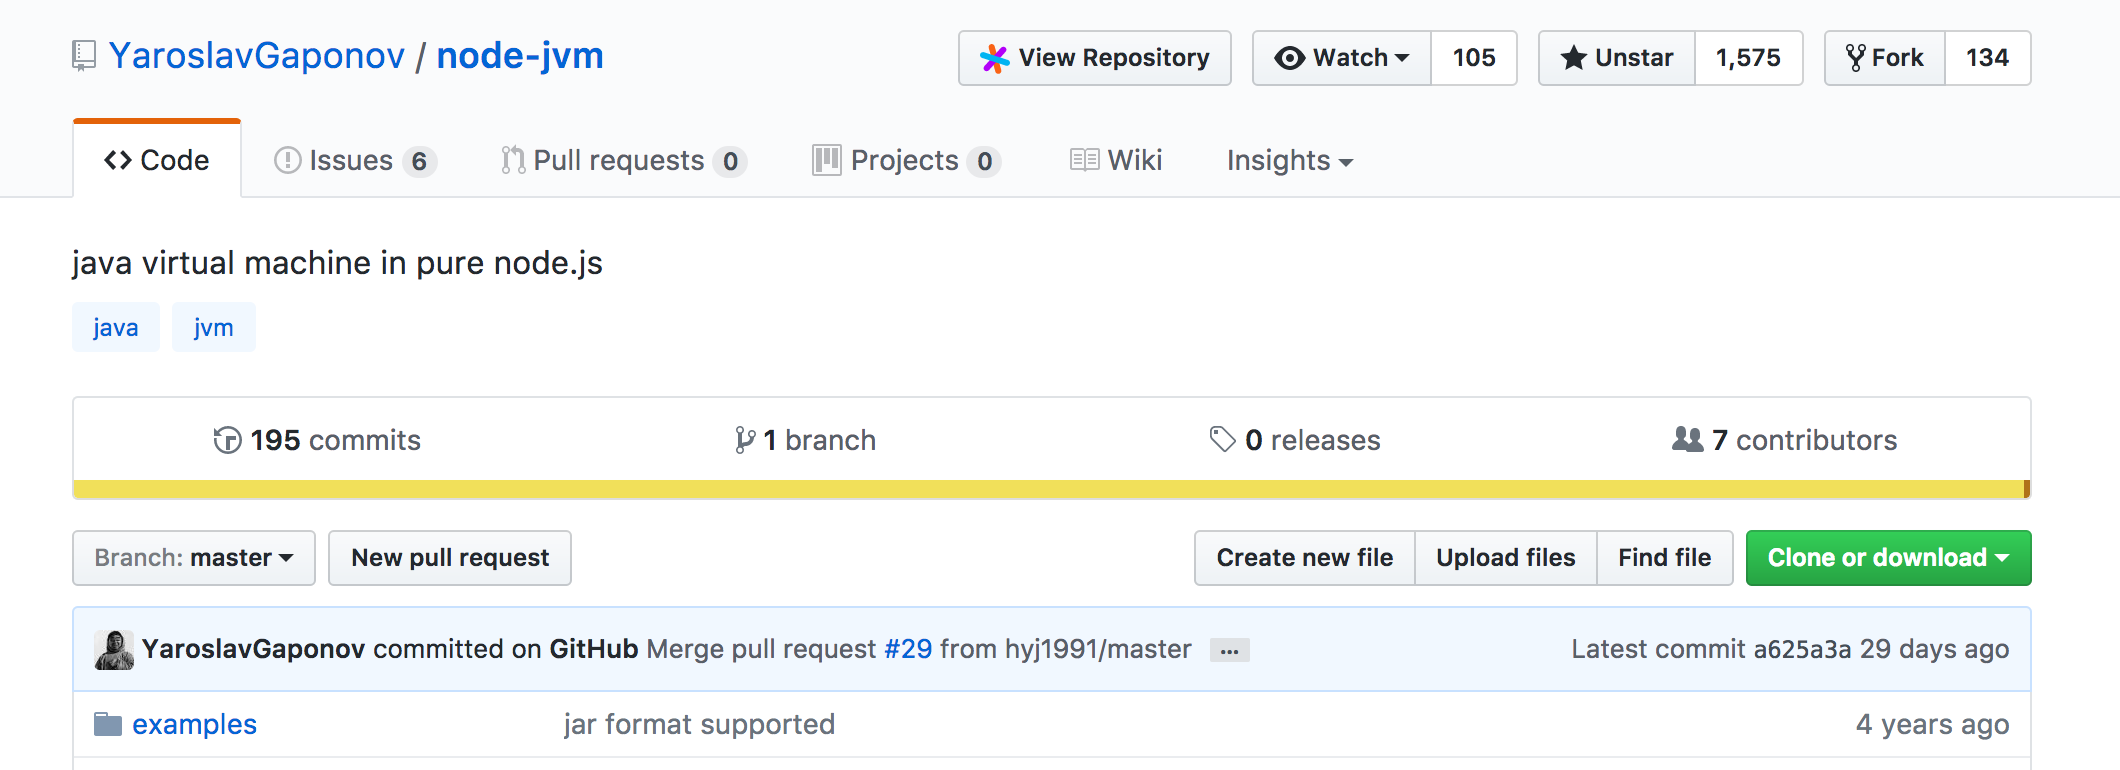 YaroslavGaponov / node-jvm
View Repository
Watch 105
Unstar 1,575
Fork 134
Code
Issues 6
Pull requests 0
Projects 0
Wiki
Insights
java virtual machine in pure node.js
java jvm
195 commits
1 branch
0 releases
7 contributors
Branch: master
New pull request
Create new file
Upload files
Find file
Clone or download
YaroslavGaponov committed on GitHub Merge pull request #29 from hyj1991/master ...
Latest commit a625a3a 29 days ago
examples
jar format supported
4 years ago